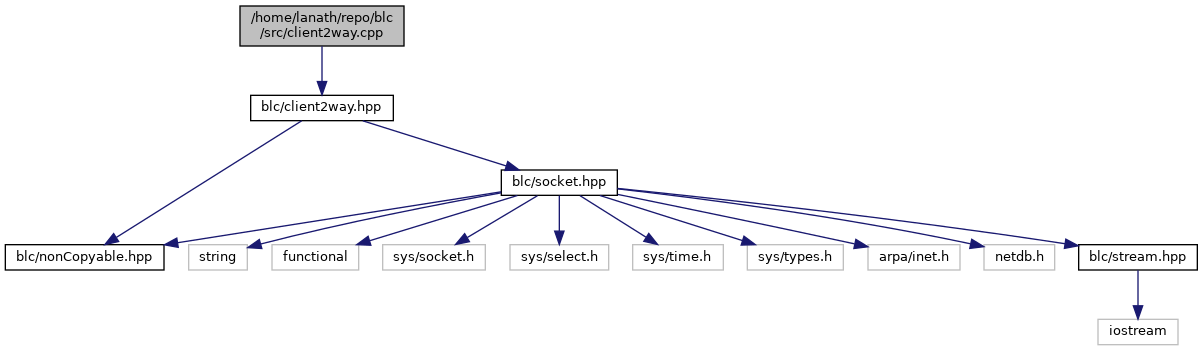 /home/lanath/repo/blc
/src/client2way.cpp
blc/client2way.hpp
blc/socket.hpp
blc/nonCopyable.hpp
string
functional
sys/socket.h
sys/select.h
sys/time.h
sys/types.h
arpa/inet.h
netdb.h
blc/stream.hpp
iostream